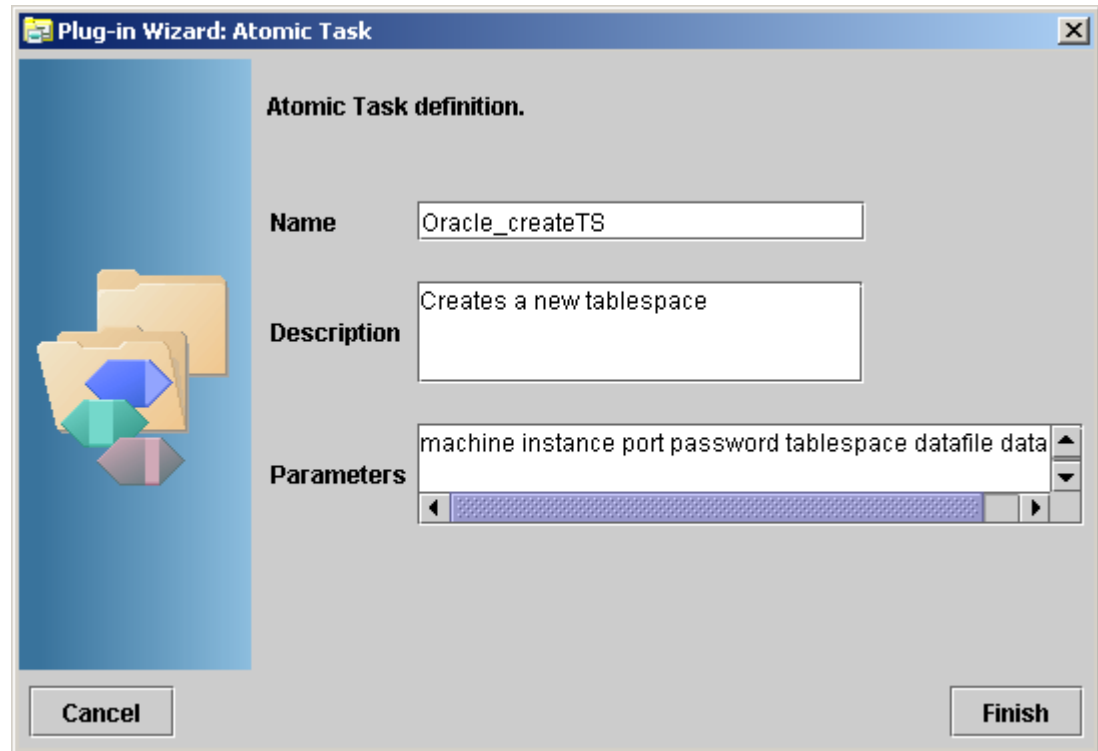 Plug-in Wizard: Atomic Task
Atomic Task definition.
Name
Oracle_createTS
Description
Creates a new tablespace
Parameters
machine instance port password tablespace datafile data
Cancel
Finish